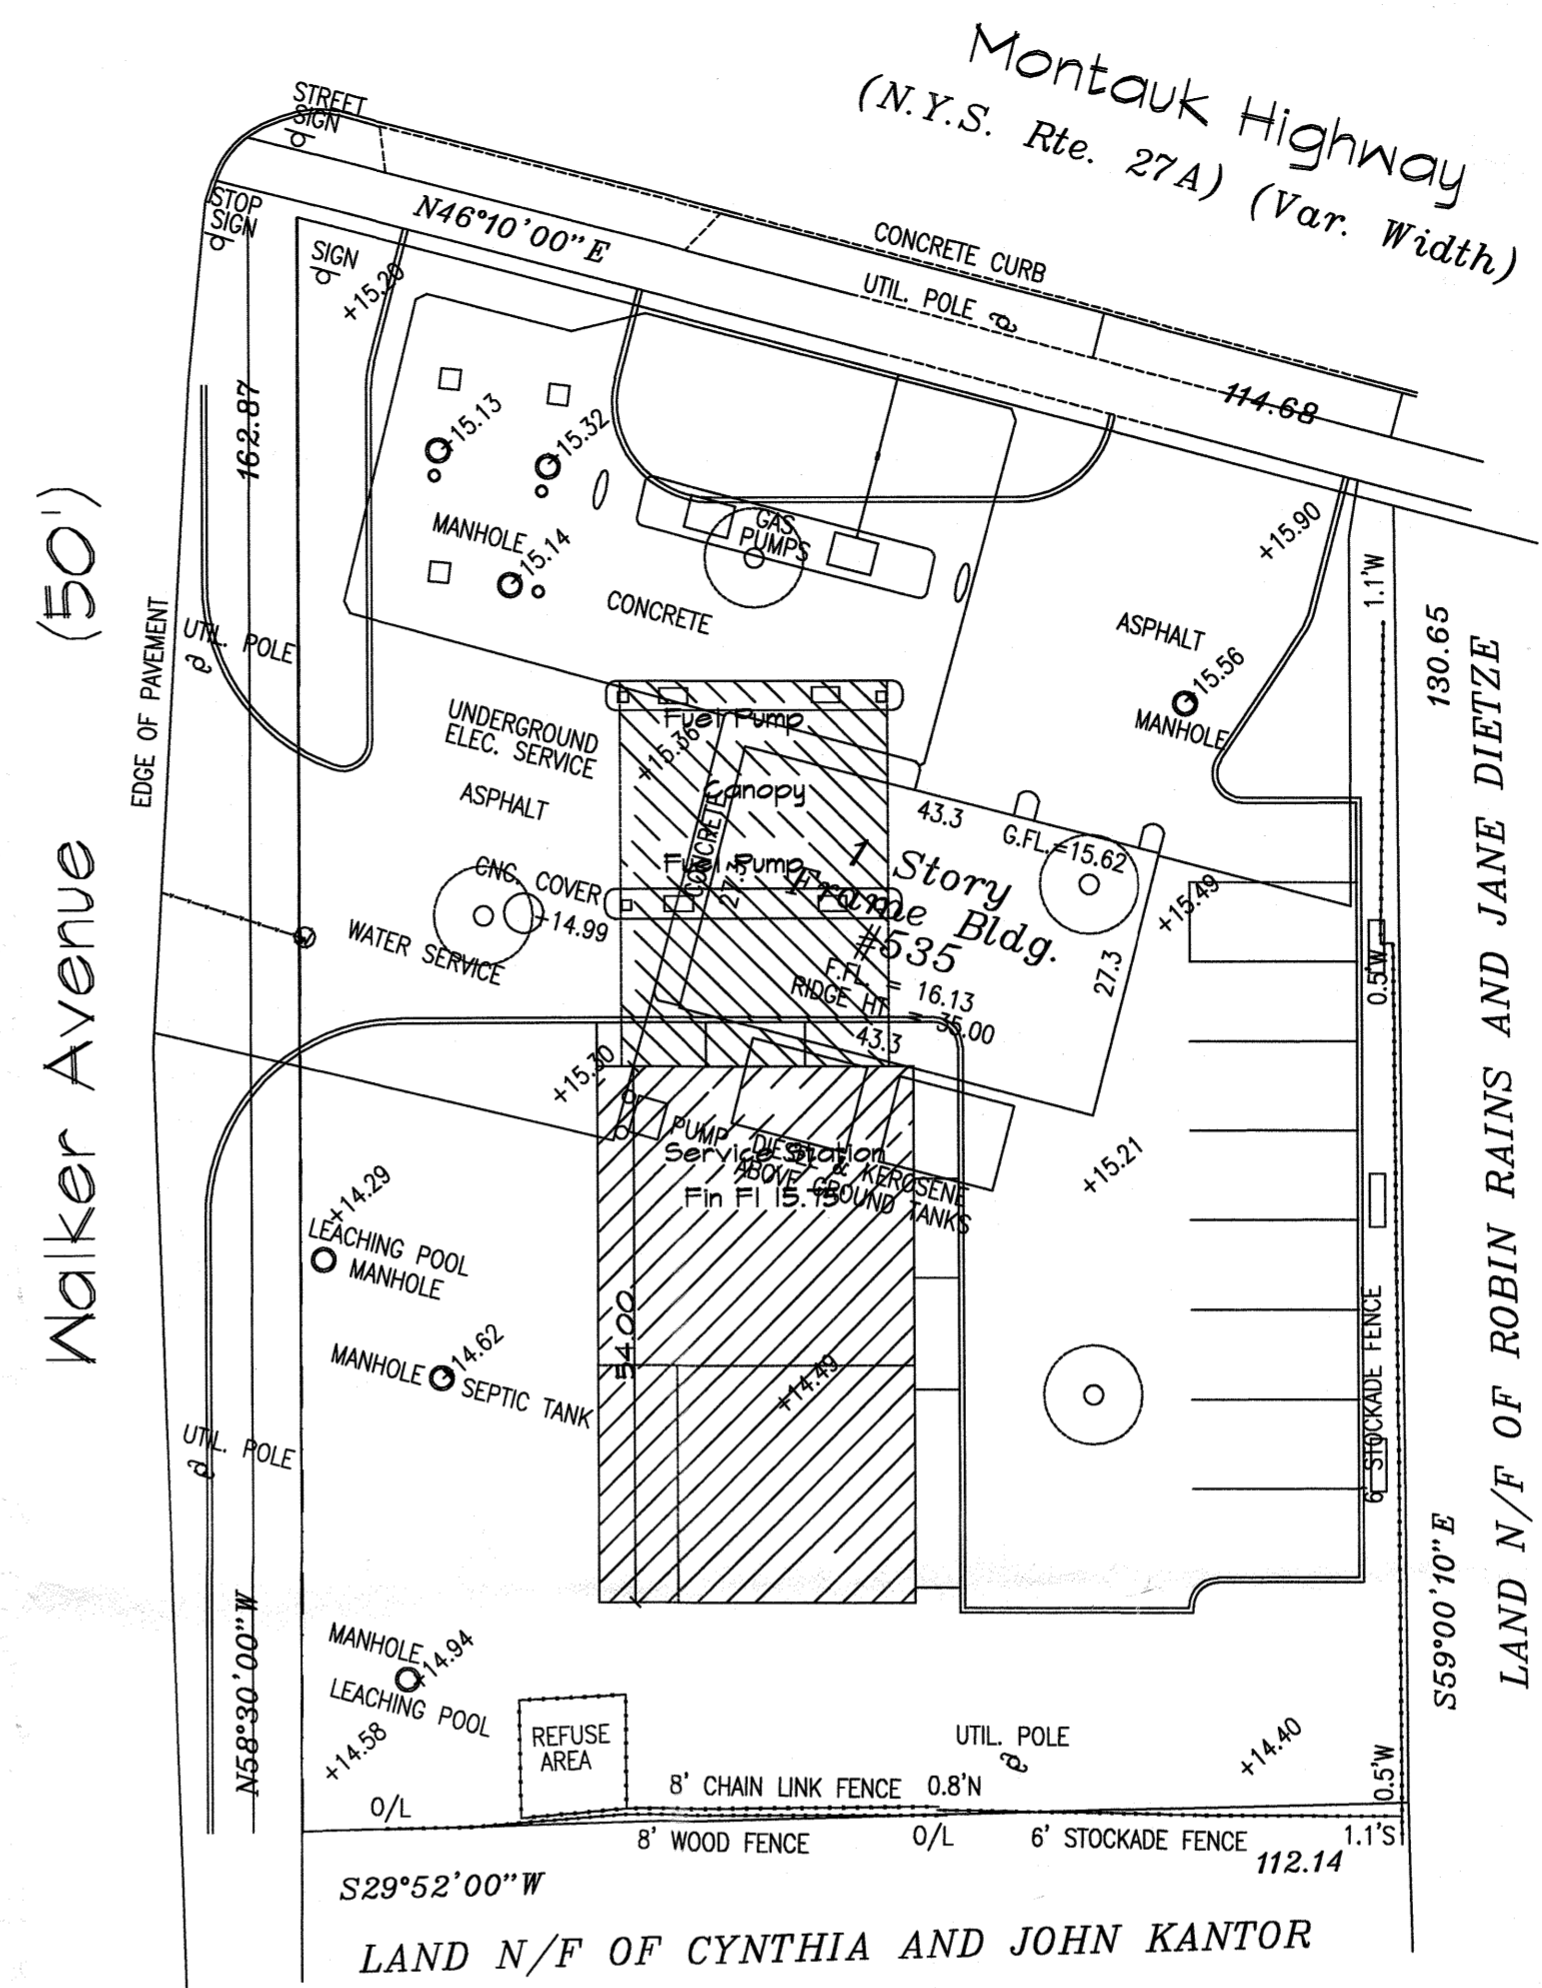 Montauk Highway
(N.Y.S. Rte. 27A) (Var. Width)
STREET
SIGN
STOP
SIGN
SIGN
+15.20
N46°10'00"E
CONCRETE CURB
UTIL. POLE
114.68
162.87
+15.13
+15.32
MANHOLE
+15.14
GAS
PUMPS
CONCRETE
+15.90
1.1'W
ASPHALT
+15.56
MANHOLE
130.65
Walker Avenue (50')
EDGE OF PAVEMENT
UTIL. POLE
UNDERGROUND
ELEC. SERVICE
ASPHALT
Fuel Pump
+15.36
Canopy
CONCRETE
27.3
Fuel Pump
43.3
G.FL.=15.62
1 Story
Frame Bldg.
#535
F.FL. = 16.13
RIDGE HT = 35.00
43.3
27.3
+15.49
0.5'W
CNC. COVER
+14.99
WATER SERVICE
+15.30
PUMP
DIESEL & KEROSENE
ABOVE GROUND TANKS
Service Station
Fin Fl 15.75
+15.21
+14.29
LEACHING POOL
MANHOLE
+14.62
MANHOLE
SEPTIC TANK
54.00
+14.49
6' STOCKADE FENCE
UTIL. POLE
LAND N/F OF ROBIN RAINS AND JANE DIETZE
S59°00'10"E
N58°30'00"W
MANHOLE
+14.94
LEACHING POOL
+14.58
REFUSE
AREA
UTIL. POLE
+14.40
0.5'W
O/L
8' CHAIN LINK FENCE 0.8'N
8' WOOD FENCE
O/L
6' STOCKADE FENCE
1.1'S
112.14
S29°52'00"W
LAND N/F OF CYNTHIA AND JOHN KANTOR